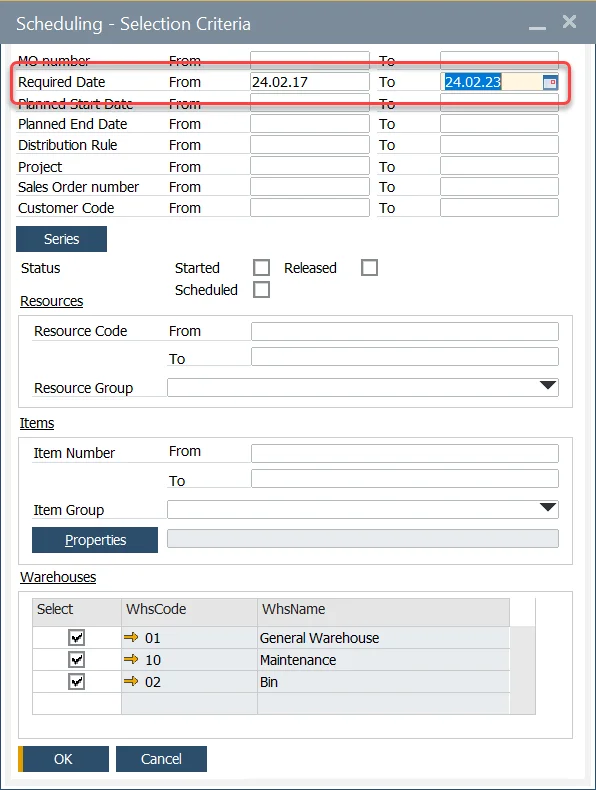 Scheduling - Selection Criteria
MO number From To
Required Date From 24.02.17 To 24.02.23
Planned Start Date From To
Planned End Date From To
Distribution Rule From To
Project From To
Sales Order number From To
Customer Code From To
Series
Status Started Released
Scheduled
Resources
Resource Code From
To
Resource Group
Items
Item Number From
To
Item Group
Properties
Warehouses
Select WhsCode WhsName
01 General Warehouse
10 Maintenance
02 Bin
OK Cancel